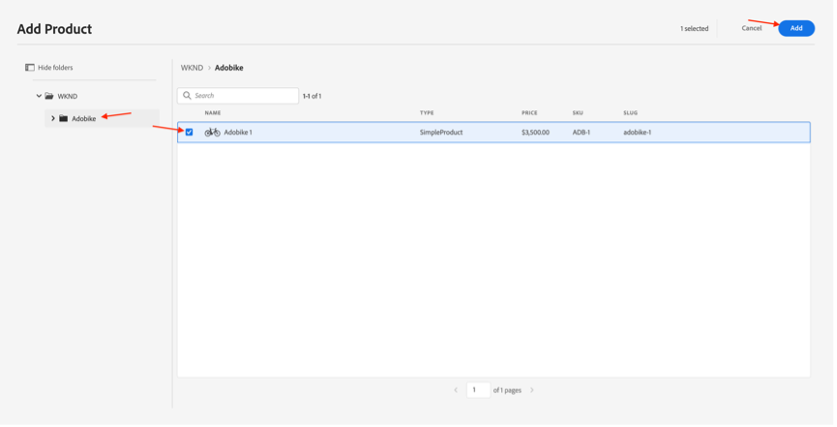 Add Product
1 selected
Cancel
Add
Hide folders
WKND
Adobike
WKND > Adobike
Search
1-1 of 1
NAME TYPE PRICE SKU SLUG
Adobike 1 SimpleProduct $3,500.00 ADB-1 adobike-1
1 of 1 pages